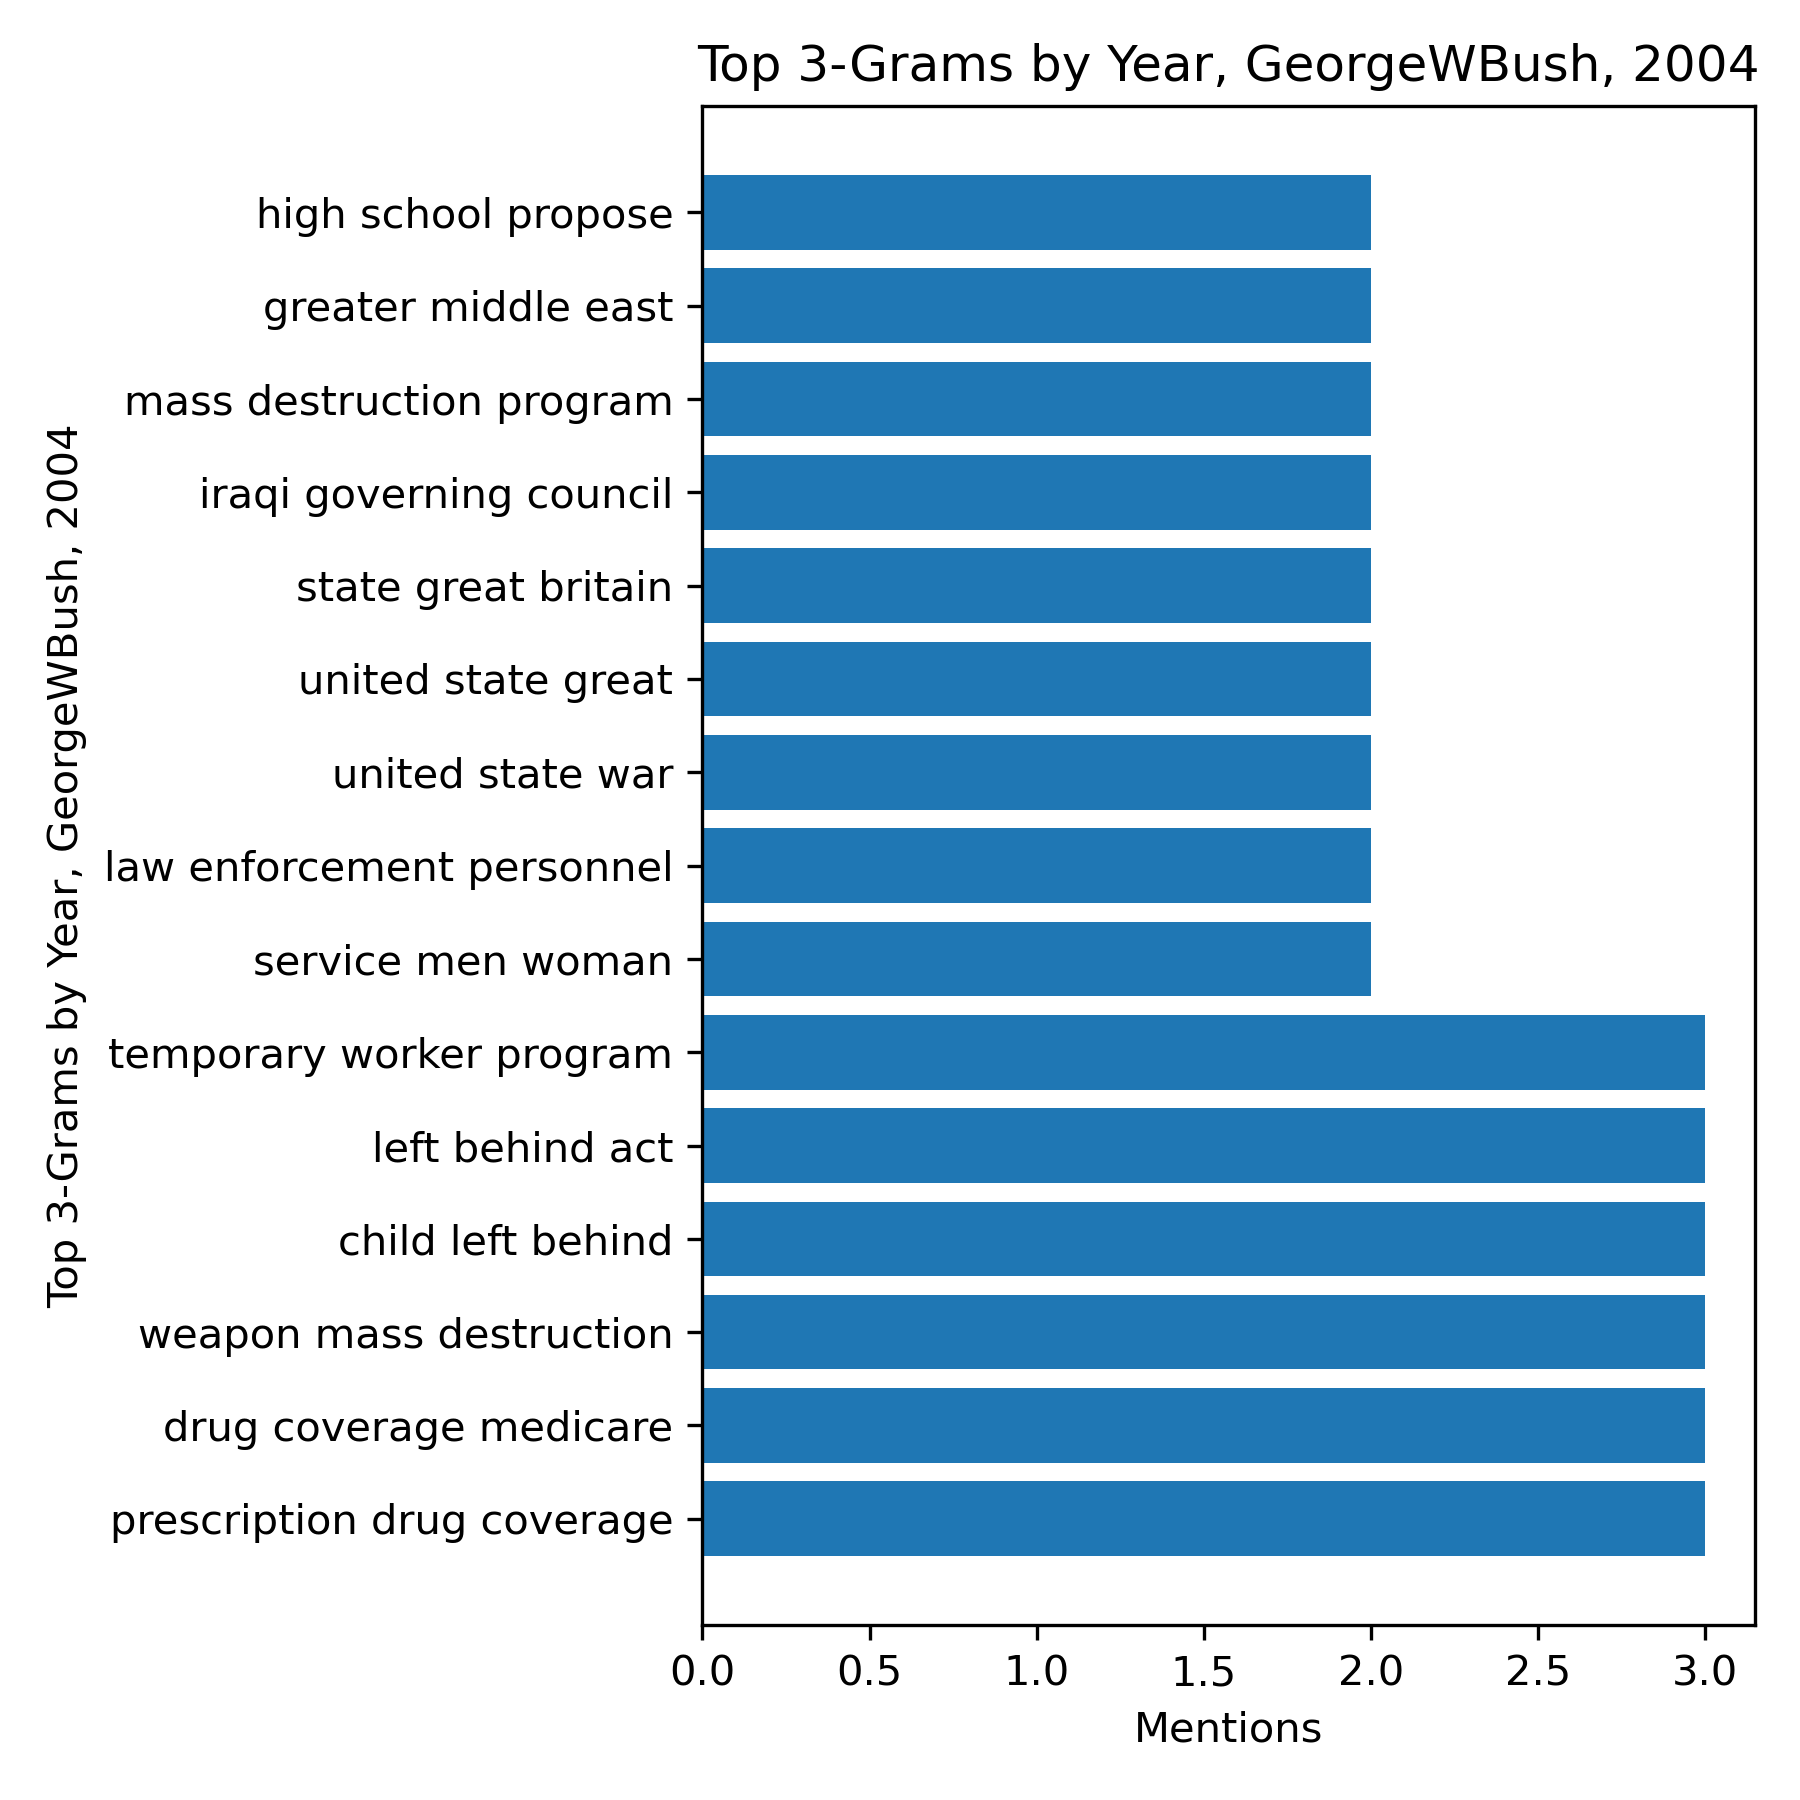 Top 3-Grams by Year, GeorgeWBush, 2004
Top 3-Grams by Year, GeorgeWBush, 2004
high school propose
greater middle east
mass destruction program
iraqi governing council
state great britain
united state great
united state war
law enforcement personnel
service men woman
temporary worker program
left behind act
child left behind
weapon mass destruction
drug coverage medicare
prescription drug coverage
0.0 0.5 1.0 1.5 2.0 2.5 3.0
Mentions